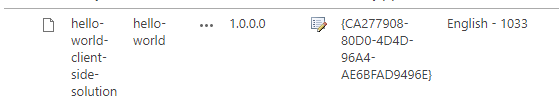 hello-world-client-side-solution
hello-world
...
1.0.0.0
{CA277908-80D0-4D4D-96A4-AE6BFAD9496E}
English - 1033